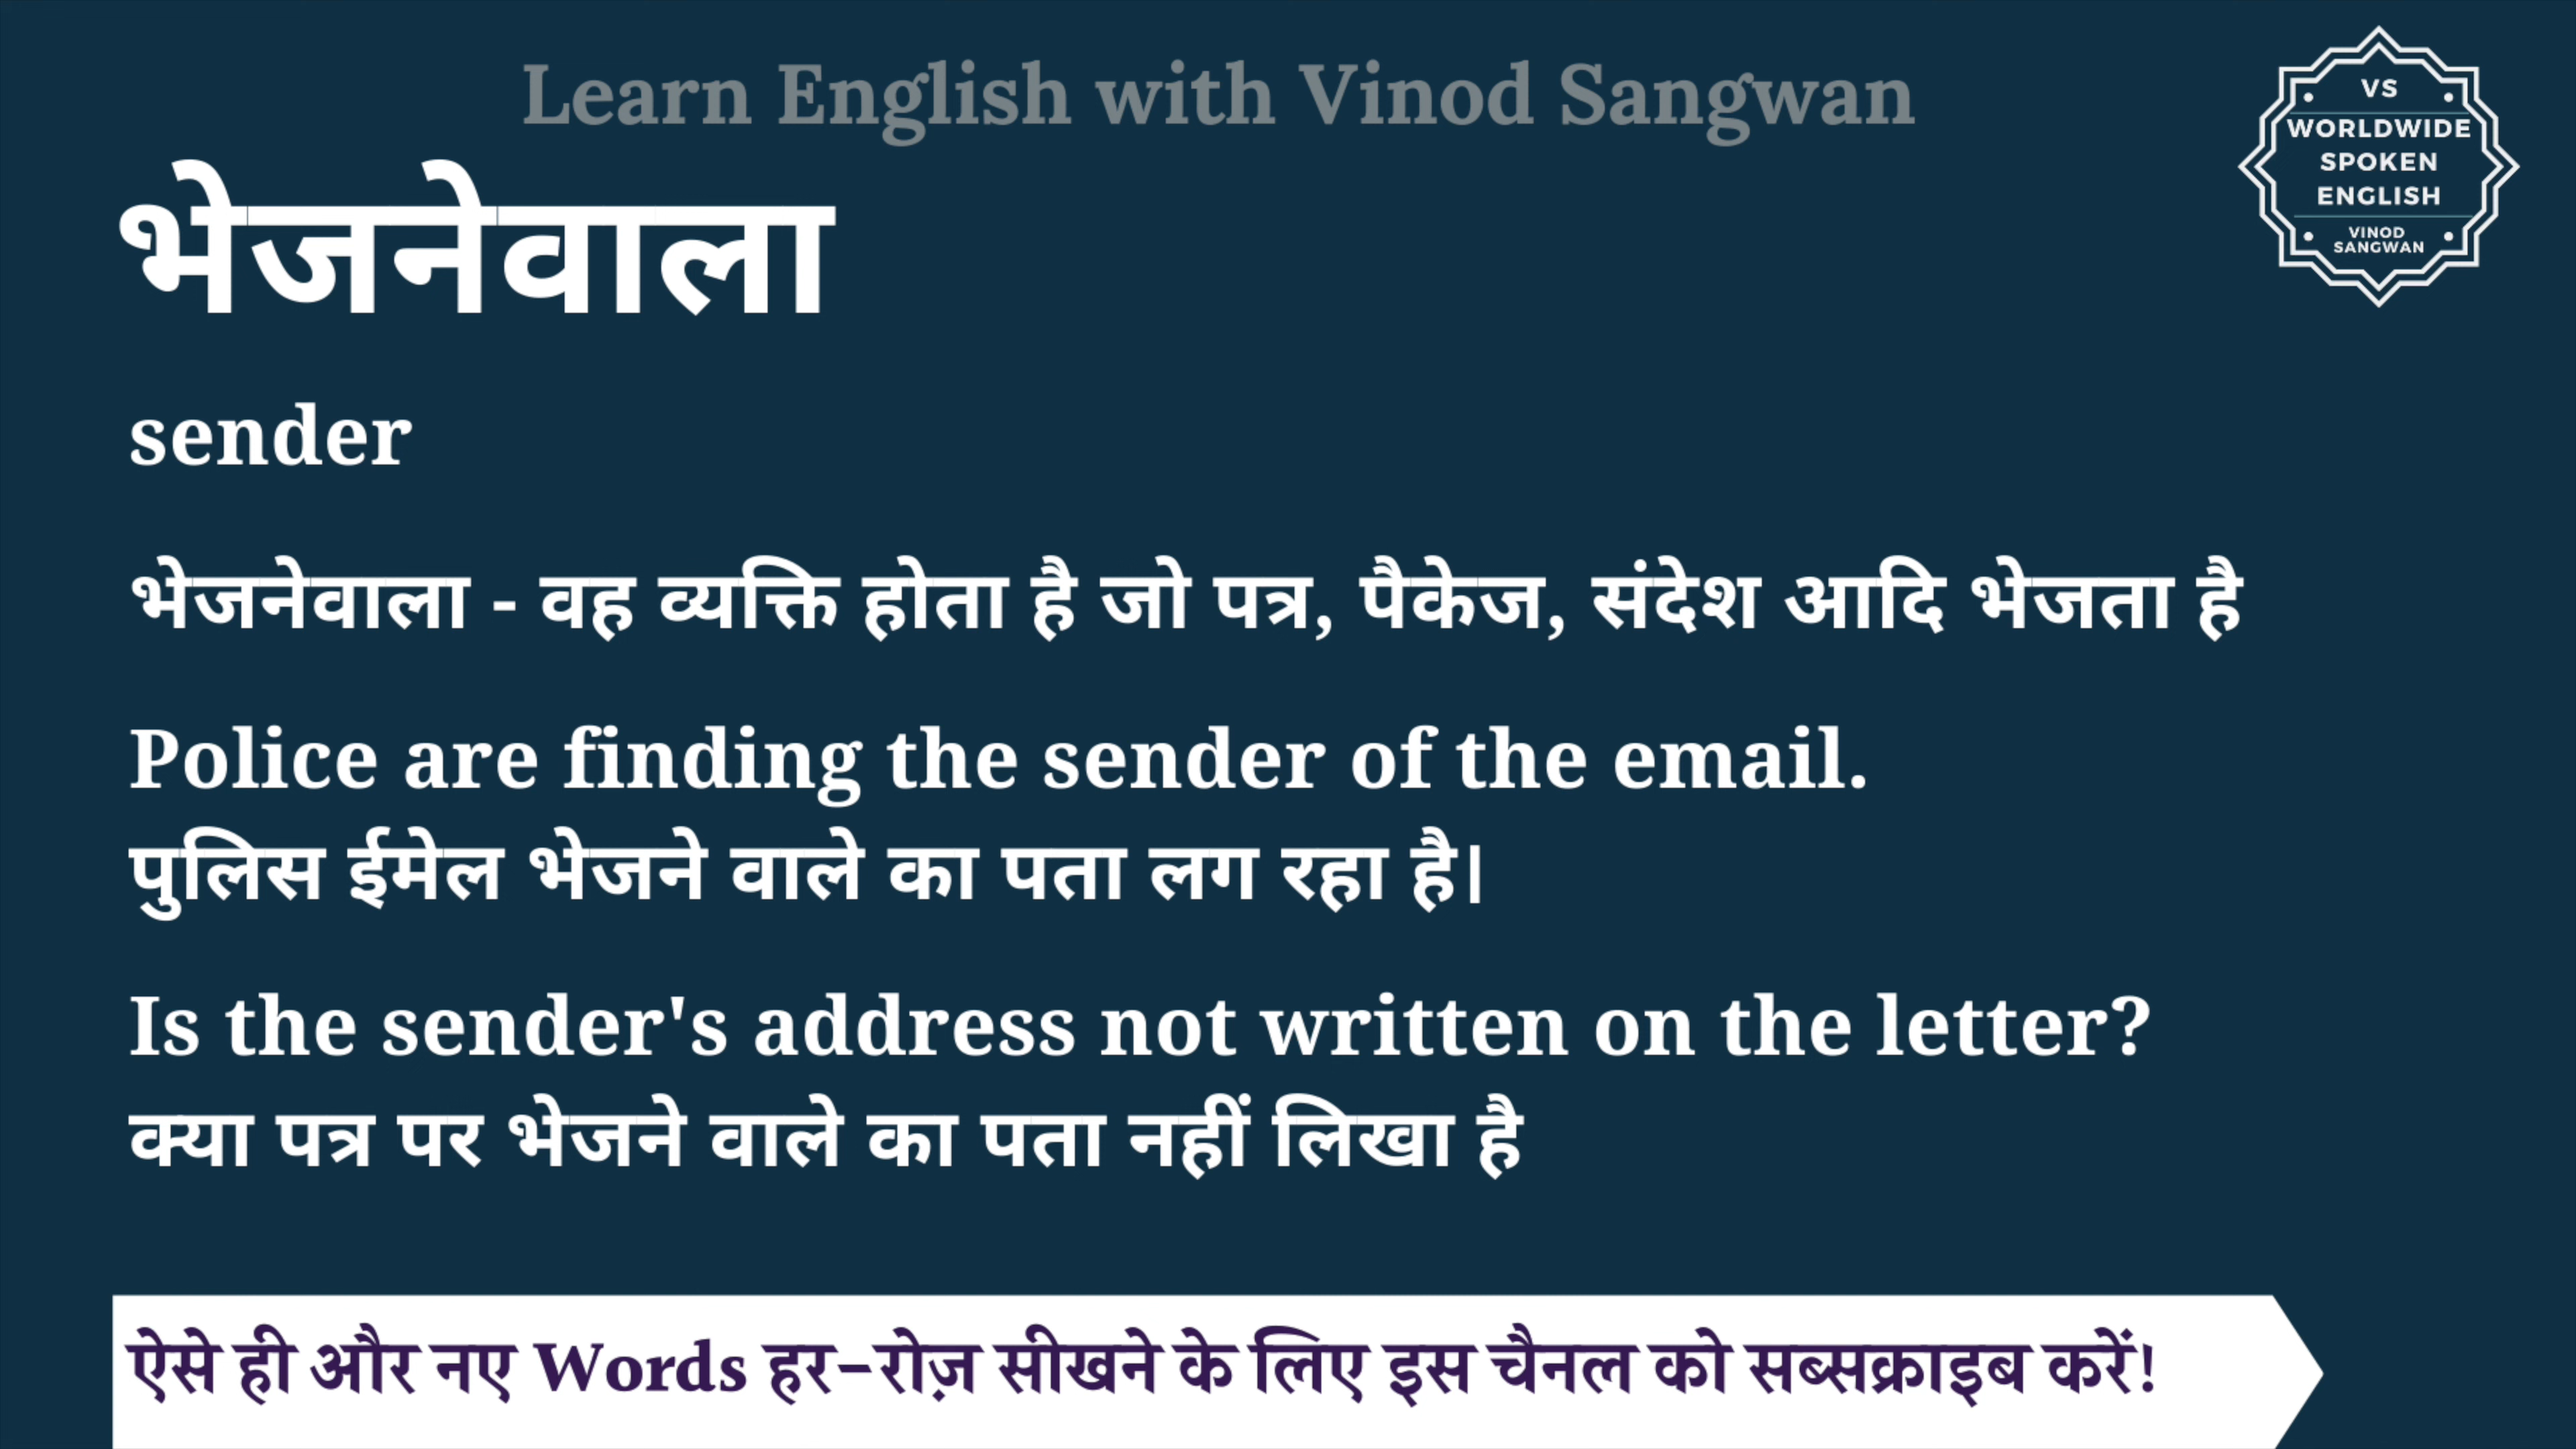 Learn English with Vinod Sangwan
VS
WORLDWIDE
SPOKEN
ENGLISH
VINOD
SANGWAN
भेजनेवाला
sender
भेजनेवाला - वह व्यक्ति होता है जो पत्र, पैकेज, संदेश आदि भेजता है
Police are finding the sender of the email.
पुलिस ईमेल भेजने वाले का पता लग रहा है।
Is the sender's address not written on the letter?
क्या पत्र पर भेजने वाले का पता नहीं लिखा है
ऐसे ही और नए Words हर-रोज़ सीखने के लिए इस चैनल को सब्सक्राइब करें!